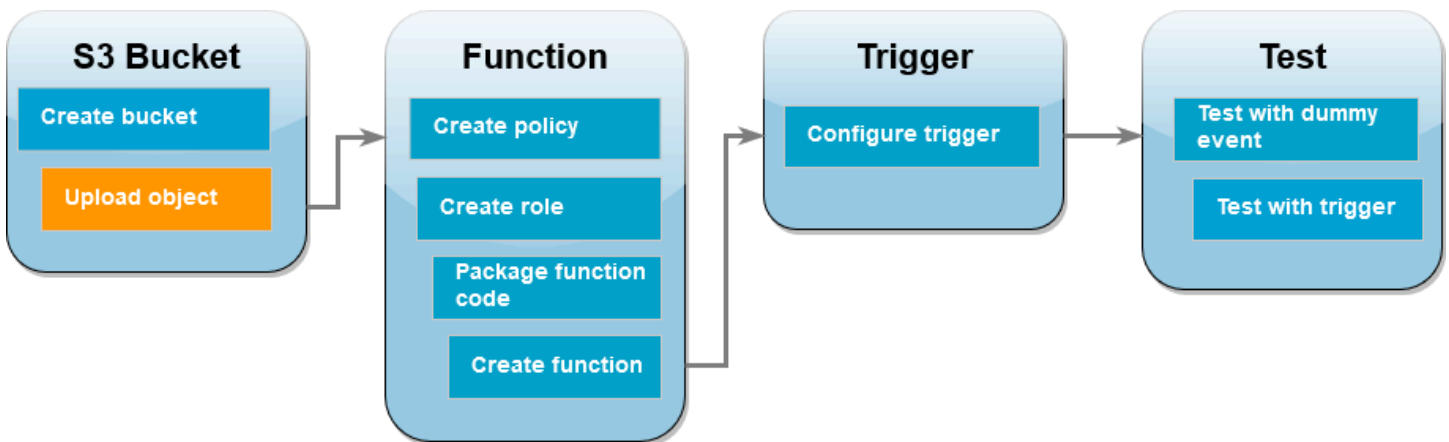 S3 Bucket
Create bucket
Upload object
Function
Create policy
Create role
Package function
code
Create function
Trigger
Configure trigger
Test
Test with dummy
event
Test with trigger